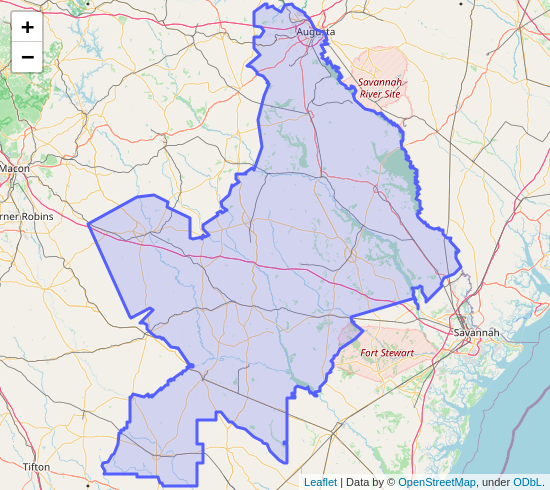 +
−
Augusta
Savannah
River Site
Macon
rner Robins
Savannah
Fort Stewart
Tifton
Leaflet | Data by © OpenStreetMap, under ODbL.